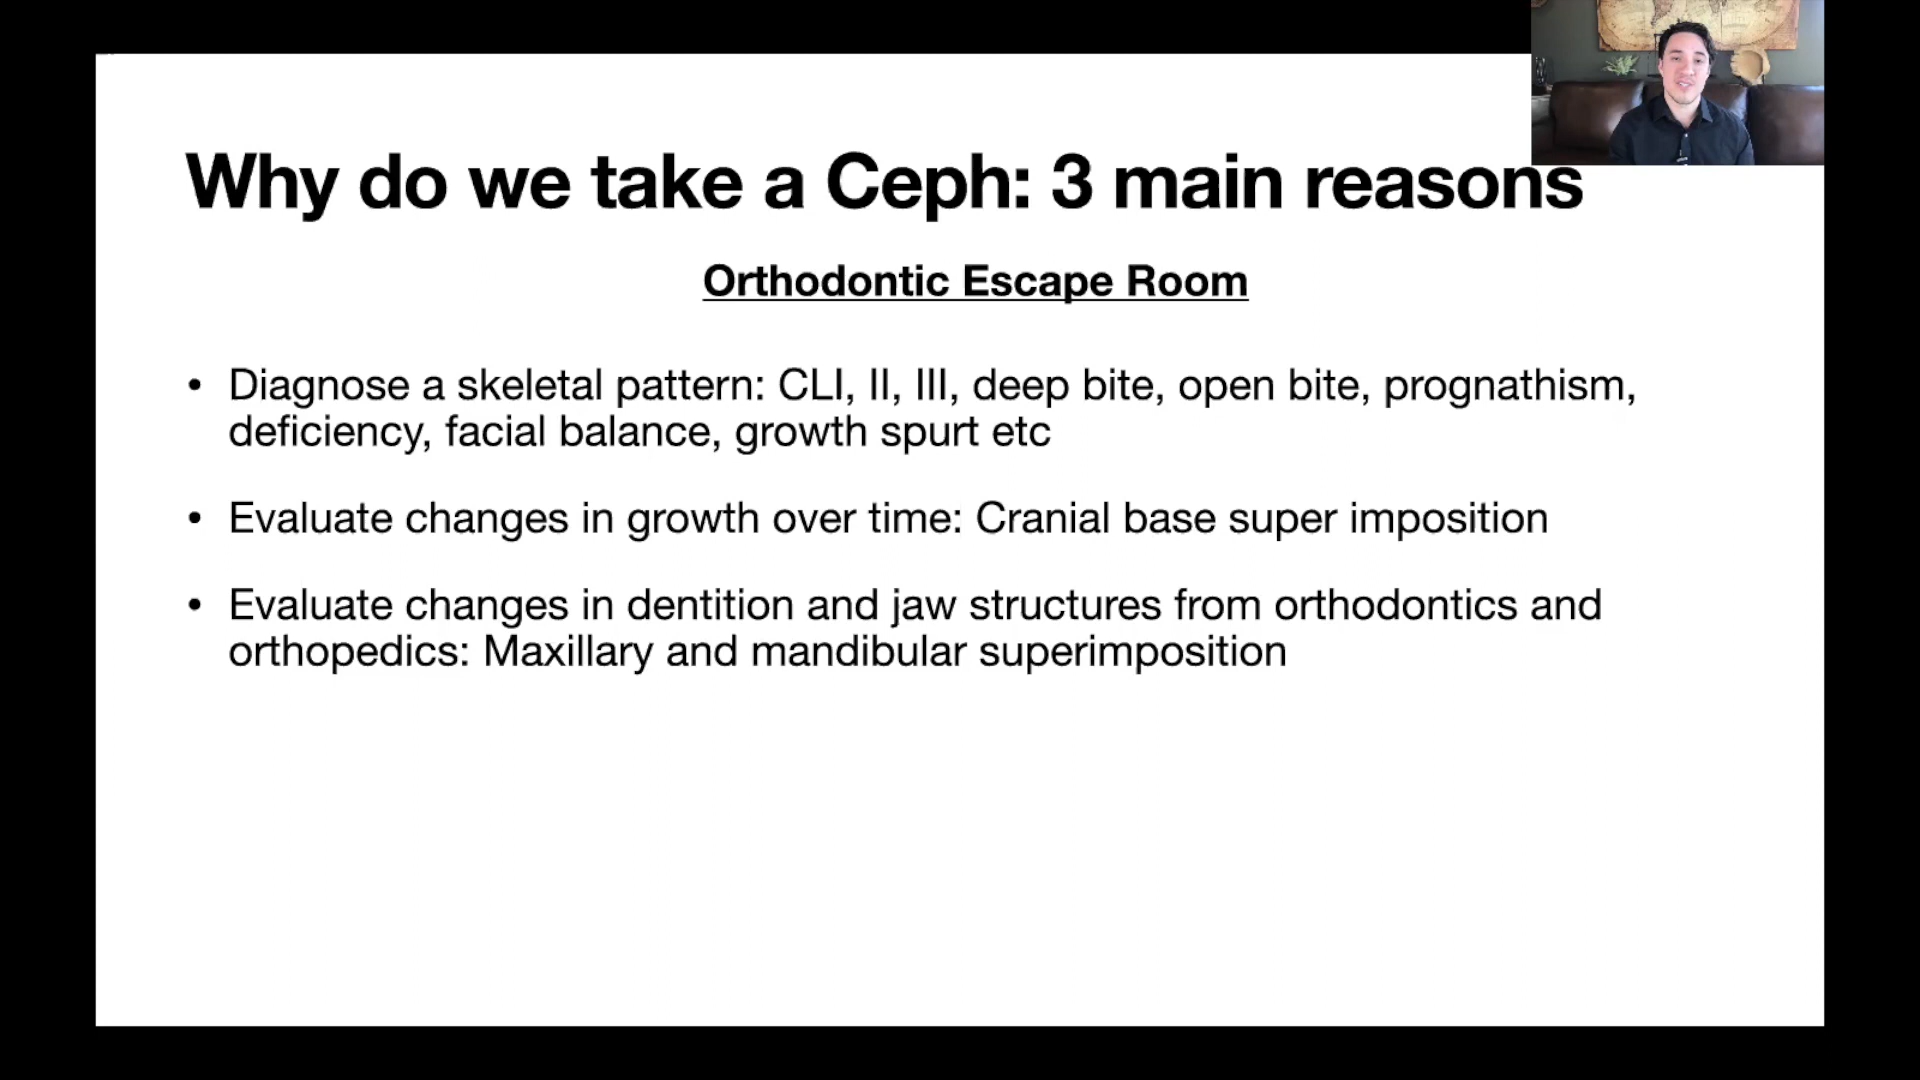 Why do we take a Ceph: 3 main reasons
Orthodontic Escape Room
• Diagnose a skeletal pattern: CLI, II, III, deep bite, open bite, prognathism,
deficiency, facial balance, growth spurt etc
• Evaluate changes in growth over time: Cranial base super imposition
• Evaluate changes in dentition and jaw structures from orthodontics and
orthopedics: Maxillary and mandibular superimposition